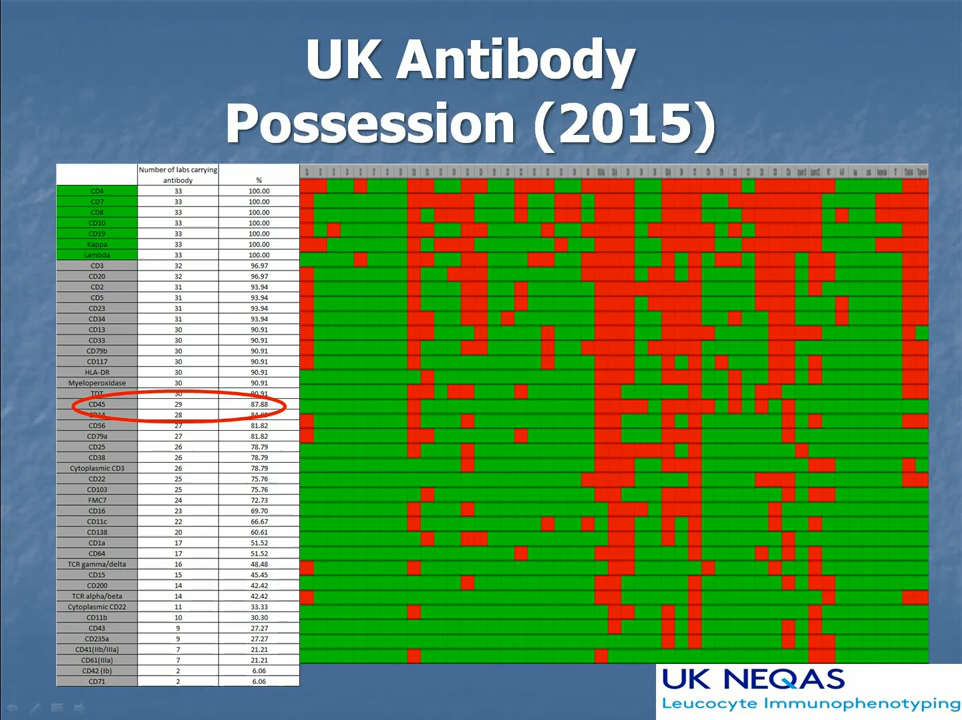 UK Antibody
Possession (2015)
Number of labs carrying
antibody %
CD4 33 100.00
CD7 33 100.00
CD8 33 100.00
CD10 33 100.00
CD19 33 100.00
Kappa 33 100.00
Lambda 33 100.00
CD3 32 96.97
CD20 32 96.97
CD2 31 93.94
CD5 31 93.94
CD23 31 93.94
CD34 31 93.94
CD13 30 90.91
CD33 30 90.91
CD79b 30 90.91
CD117 30 90.91
HLA-DR 30 90.91
Myeloperoxidase 30 90.91
TDT 30 90.91
CD45 29 87.88
CD14 28 84.85
CD56 27 81.82
CD79a 27 81.82
CD25 26 78.79
CD38 26 78.79
Cytoplasmic CD3 26 78.79
CD22 25 75.76
CD103 25 75.76
FMC7 24 72.73
CD16 23 69.70
CD11c 22 66.67
CD138 20 60.61
CD1a 17 51.52
CD64 17 51.52
TCR gamma/delta 16 48.48
CD15 15 45.45
CD200 14 42.42
TCR alpha/beta 14 42.42
Cytoplasmic CD22 11 33.33
CD11b 10 30.30
CD43 9 27.27
CD235a 9 27.27
CD41(IIb/IIIa) 7 21.21
CD61(IIIa) 7 21.21
CD42 (Ib) 2 6.06
CD71 2 6.06
UK NEQAS
Leucocyte Immunophenotyping